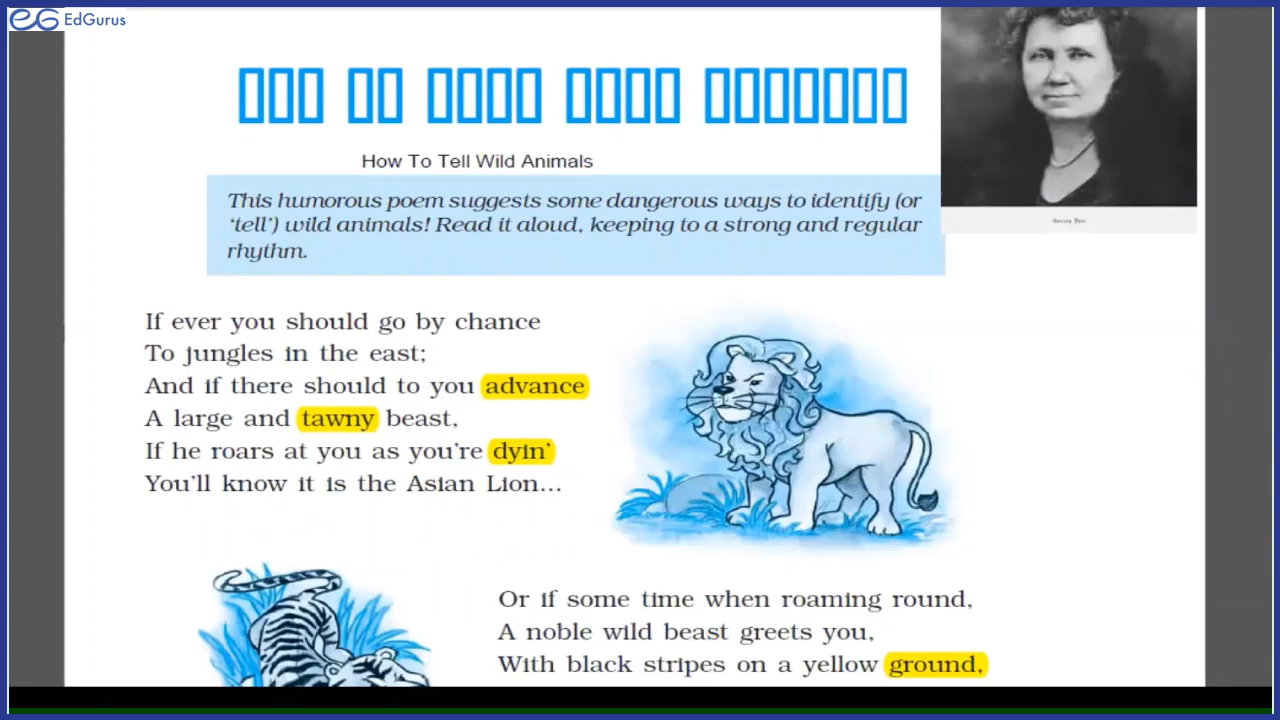 EdGurus
How To Tell Wild Animals
This humorous poem suggests some dangerous ways to identify (or
‘tell’) wild animals! Read it aloud, keeping to a strong and regular
rhythm.
If ever you should go by chance
To jungles in the east;
And if there should to you advance
A large and tawny beast,
If he roars at you as you’re dyin’
You’ll know it is the Asian Lion...
Or if some time when roaming round,
A noble wild beast greets you,
With black stripes on a yellow ground,